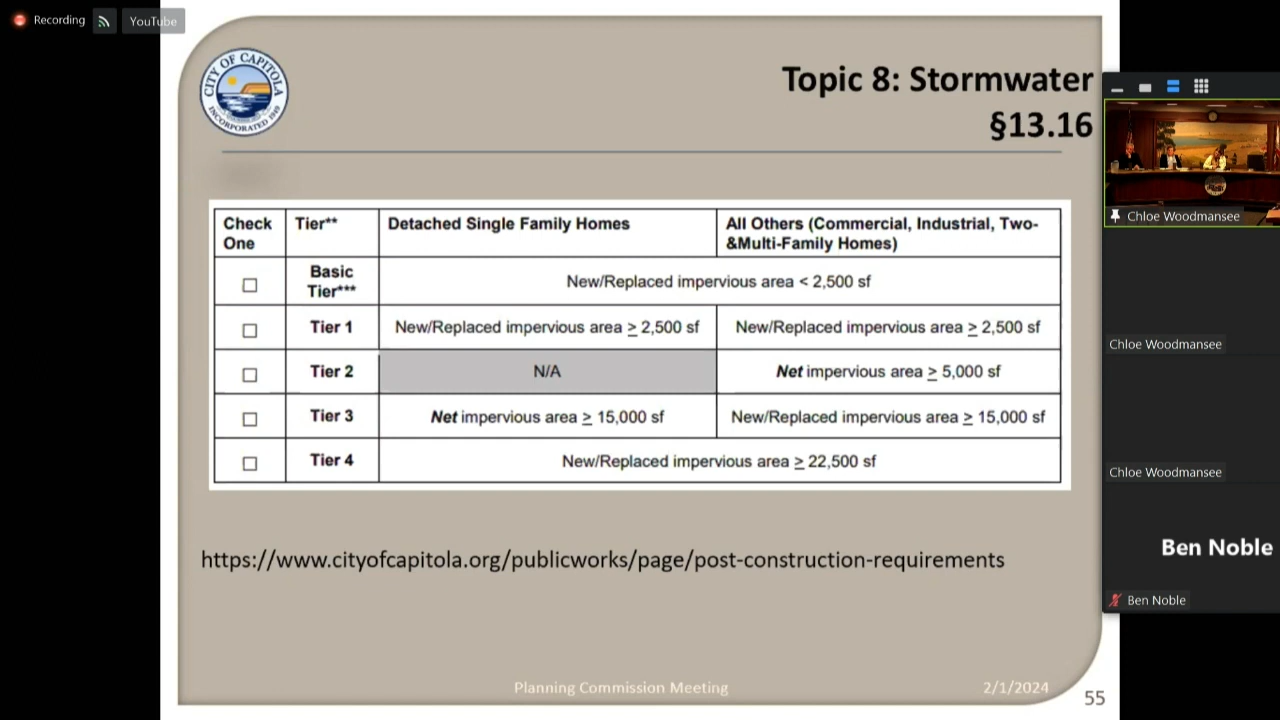 Recording
YouTube
CITY OF CAPITOLA
INCORPORATED 1949
Topic 8: Stormwater
§13.16
Check
One
Tier**
Detached Single Family Homes
All Others (Commercial, Industrial, Two-
&Multi-Family Homes)
☐
Basic
Tier***
New/Replaced impervious area < 2,500 sf
☐
Tier 1
New/Replaced impervious area ≥ 2,500 sf
New/Replaced impervious area ≥ 2,500 sf
☐
Tier 2
N/A
Net impervious area ≥ 5,000 sf
☐
Tier 3
Net impervious area ≥ 15,000 sf
New/Replaced impervious area ≥ 15,000 sf
☐
Tier 4
New/Replaced impervious area ≥ 22,500 sf
https://www.cityofcapitola.org/publicworks/page/post-construction-requirements
Planning Commission Meeting
2/1/2024
55
Chloe Woodmansee
Chloe Woodmansee
Chloe Woodmansee
Ben Noble
Ben Noble